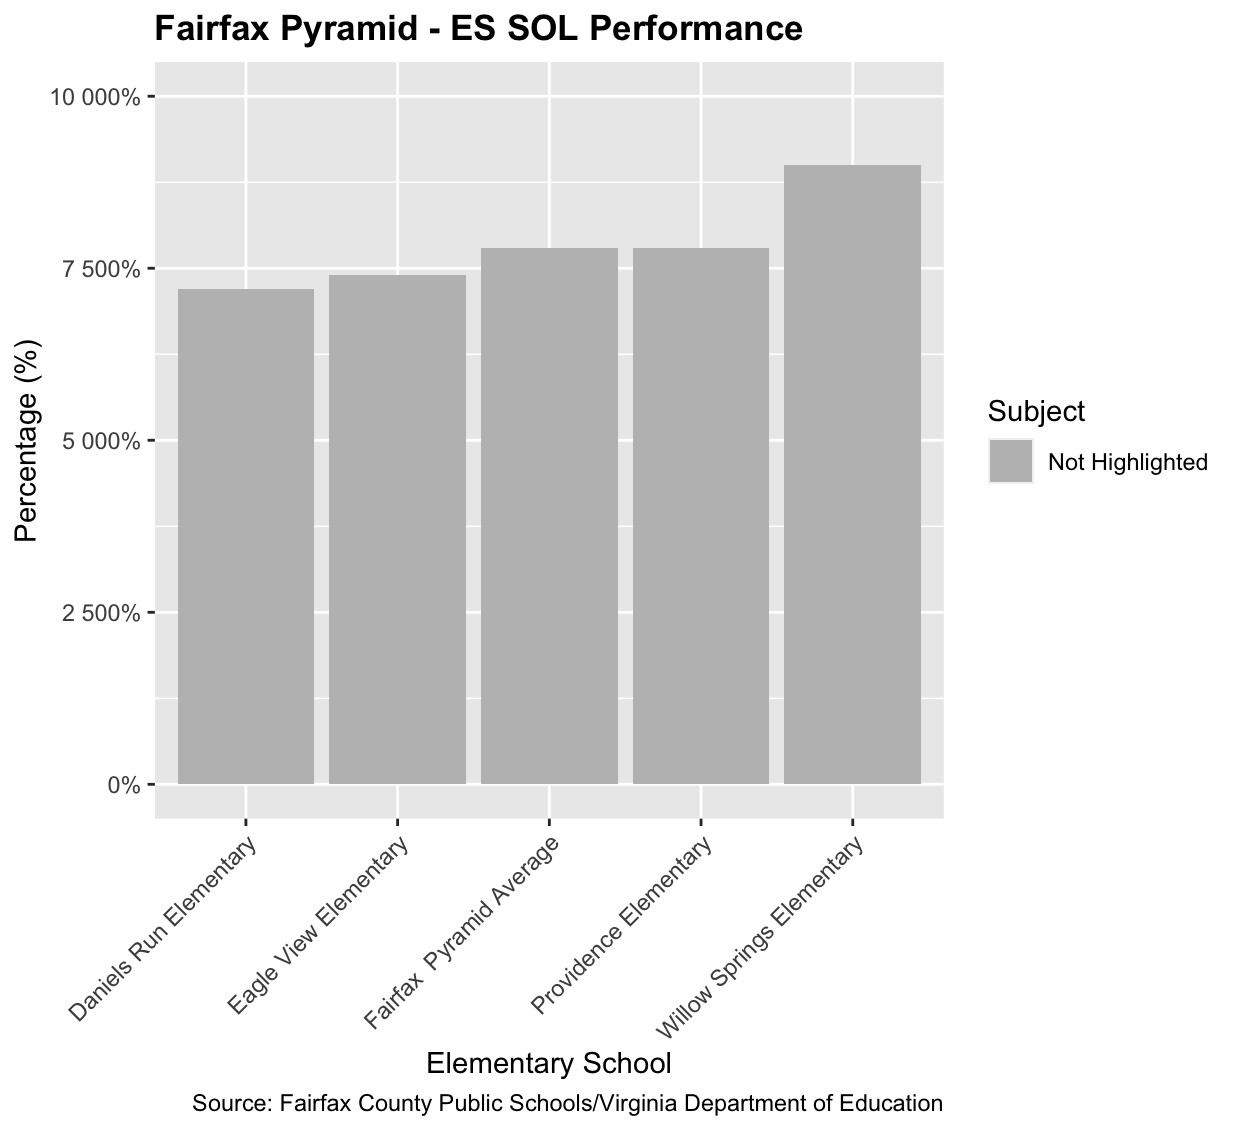 Fairfax Pyramid - ES SOL Performance
Percentage (%)
10 000%
7 500%
5 000%
2 500%
0%
Daniels Run Elementary
Eagle View Elementary
Fairfax  Pyramid Average
Providence Elementary
Willow Springs Elementary
Elementary School
Subject
Not Highlighted
Source: Fairfax County Public Schools/Virginia Department of Education